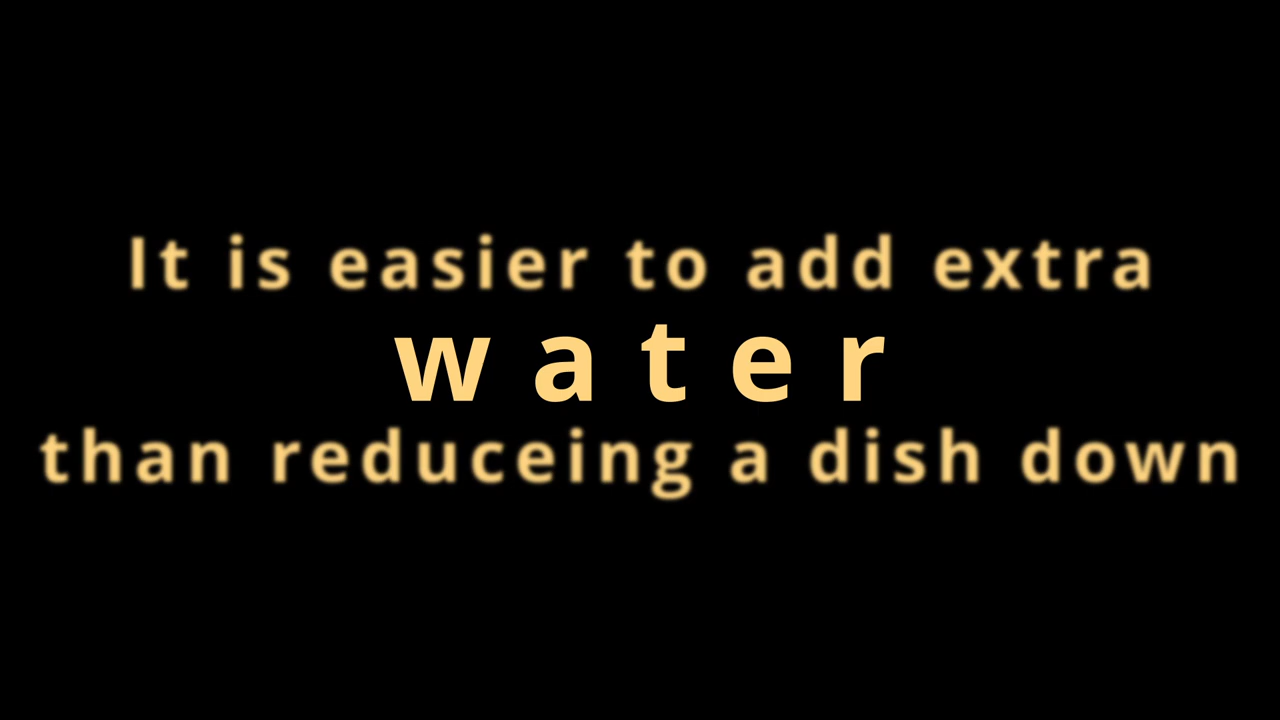 It is easier to add extra
water
than reduceing a dish down